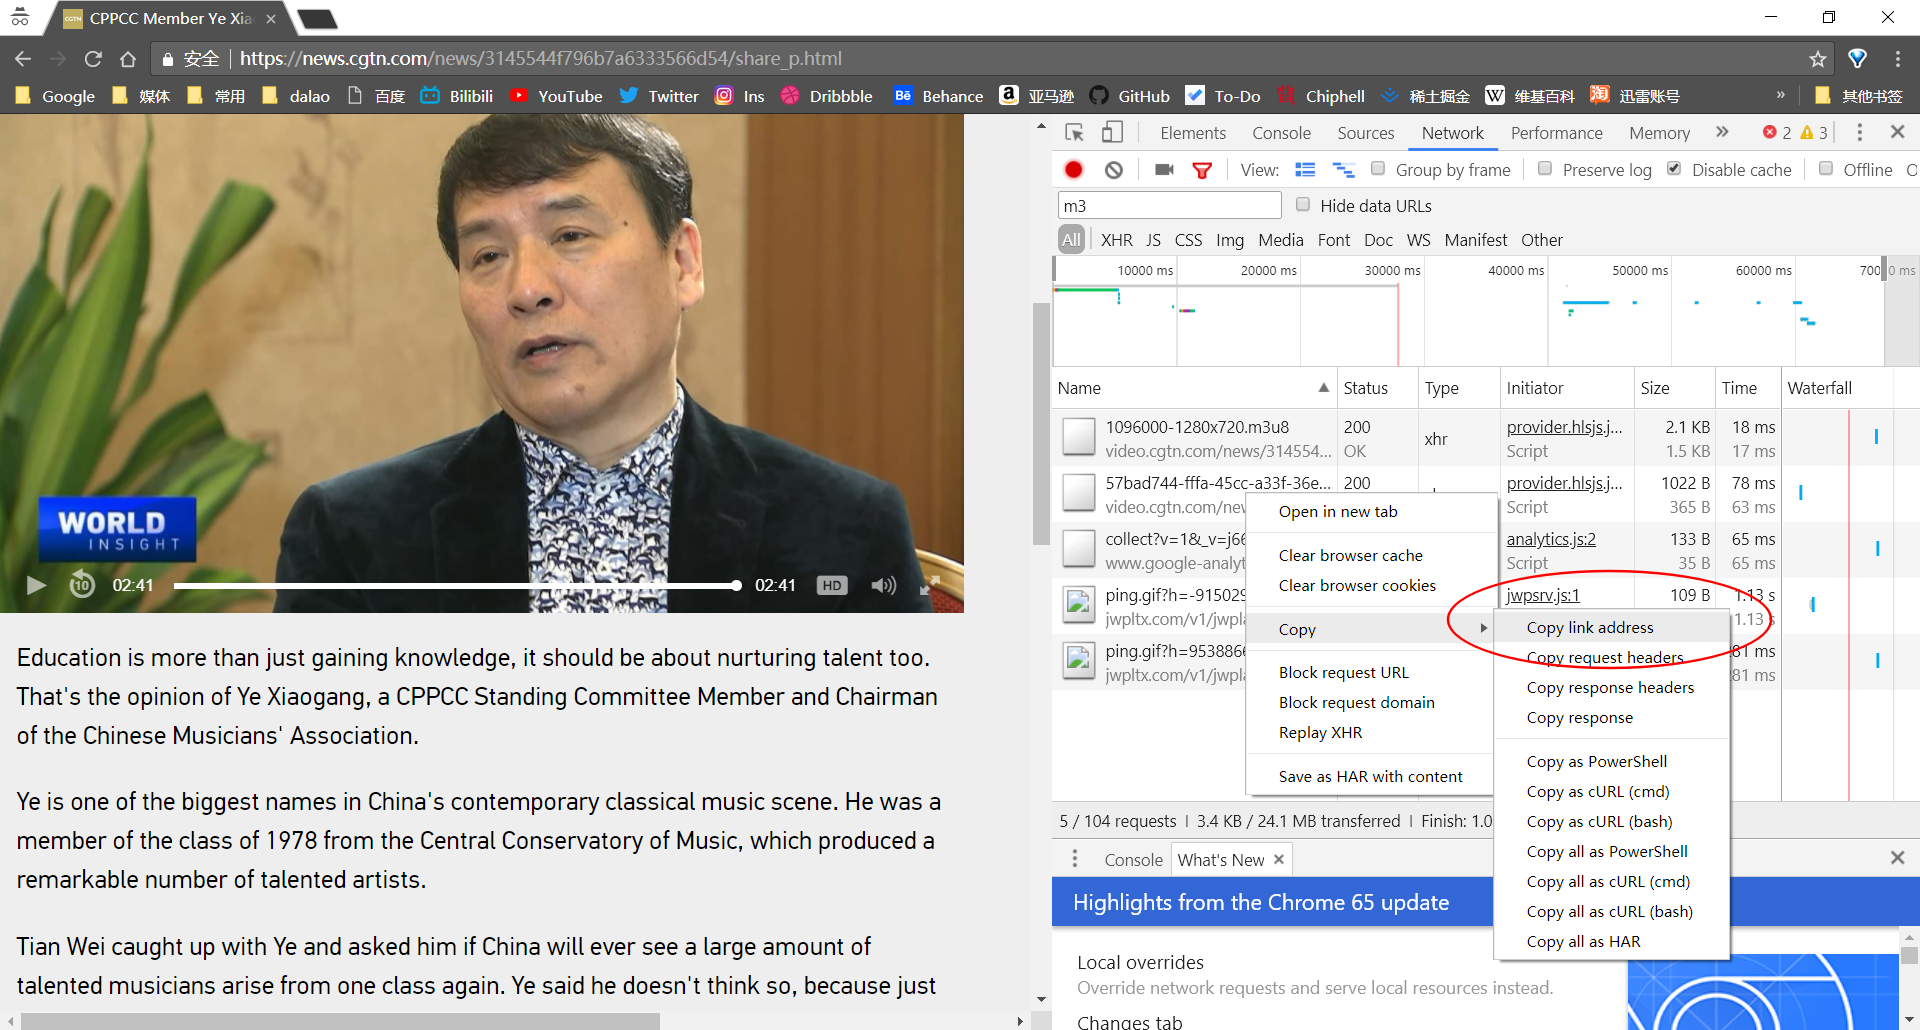 CPPCC Member Ye Xia
安全
https://news.cgtn.com/news/3145544f796b7a6333566d54/share_p.html
Google 媒体 常用 dalao 百度 Bilibili YouTube Twitter Ins Dribbble Behance 亚马逊 GitHub To-Do Chiphell 稀土掘金 维基百科 迅雷账号 » 其他书签
WORLD
INSIGHT
10 02:41 02:41 HD
Education is more than just gaining knowledge, it should be about nurturing talent too.
That's the opinion of Ye Xiaogang, a CPPCC Standing Committee Member and Chairman
of the Chinese Musicians' Association.
Ye is one of the biggest names in China's contemporary classical music scene. He was a
member of the class of 1978 from the Central Conservatory of Music, which produced a
remarkable number of talented artists.
Tian Wei caught up with Ye and asked him if China will ever see a large amount of
talented musicians arise from one class again. Ye said he doesn't think so, because just
Elements Console Sources Network Performance Memory » 2 3
View: Group by frame Preserve log Disable cache Offline
m3 Hide data URLs
All XHR JS CSS Img Media Font Doc WS Manifest Other
10000 ms 20000 ms 30000 ms 40000 ms 50000 ms 60000 ms 700 0 ms
Name Status Type Initiator Size Time Waterfall
1096000-1280x720.m3u8 200 xhr provider.hlsjs.j... 2.1 KB 18 ms
video.cgtn.com/news/314554... OK Script 1.5 KB 17 ms
57bad744-fffa-45cc-a33f-36e... 200 provider.hlsjs.j... 1022 B 78 ms
video.cgtn.com/nev Script 365 B 63 ms
collect?v=1&_v=j66 analytics.js:2 133 B 65 ms
www.google-analyt Script 35 B 65 ms
ping.gif?h=-915029 jwpsrv.js:1 109 B 1.13 s
jwpltx.com/v1/jwpla 1.13 s
ping.gif?h=9538866 81 ms
jwpltx.com/v1/jwpla 281 ms
Open in new tab
Clear browser cache
Clear browser cookies
Copy
Block request URL
Block request domain
Replay XHR
Save as HAR with content
Copy link address
Copy request headers
Copy response headers
Copy response
Copy as PowerShell
Copy as cURL (cmd)
Copy as cURL (bash)
Copy all as PowerShell
Copy all as cURL (cmd)
Copy all as cURL (bash)
Copy all as HAR
5 / 104 requests | 3.4 KB / 24.1 MB transferred | Finish: 1.0
Console What's New
Highlights from the Chrome 65 update
Local overrides
Override network requests and serve local resources instead.
Changes tab